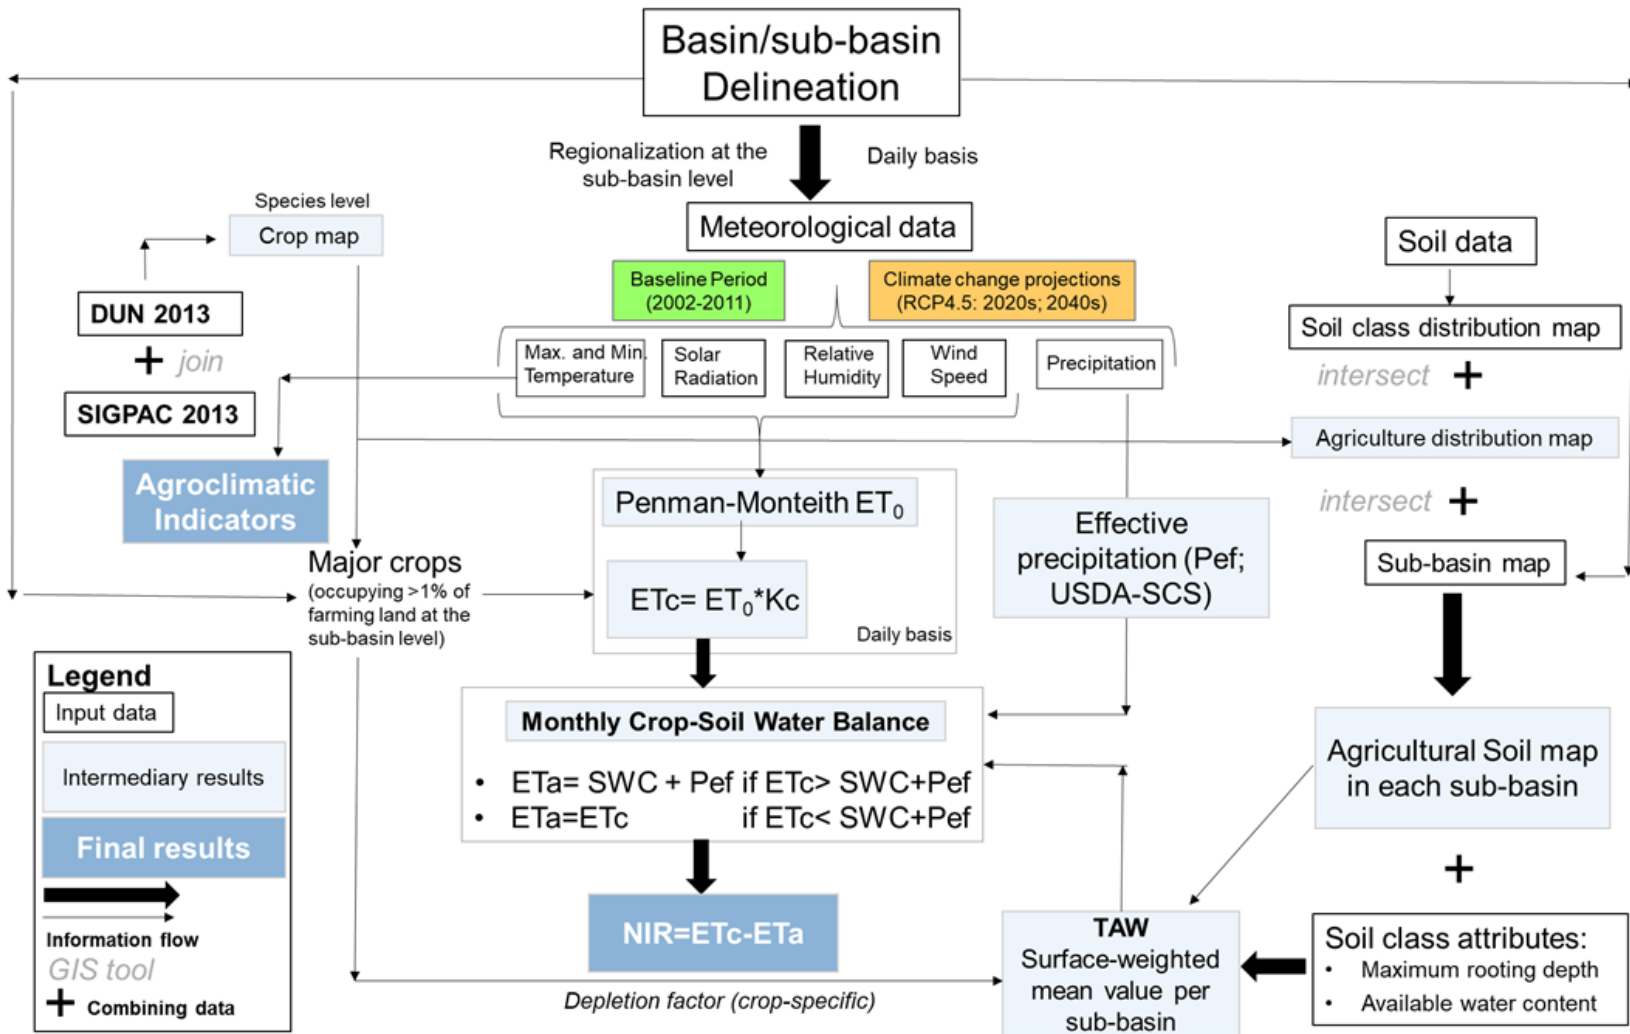 Basin/sub-basin
Delineation
Regionalization at the
sub-basin level
Daily basis
Meteorological data
Species level
Crop map
DUN 2013
+ join
SIGPAC 2013
Agroclimatic
Indicators
Baseline Period
(2002-2011)
Climate change projections
(RCP4.5: 2020s; 2040s)
Max. and Min.
Temperature
Solar
Radiation
Relative
Humidity
Wind
Speed
Precipitation
Soil data
Soil class distribution map
intersect +
Agriculture distribution map
intersect +
Sub-basin map
Penman-Monteith ET₀
ETc= ET₀*Kc
Daily basis
Effective
precipitation (Pef;
USDA-SCS)
Major crops
(occupying >1% of
farming land at the
sub-basin level)
Monthly Crop-Soil Water Balance
• ETa= SWC + Pef if ETc> SWC+Pef
• ETa=ETc if ETc< SWC+Pef
NIR=ETc-ETa
Agricultural Soil map
in each sub-basin
+
Soil class attributes:
• Maximum rooting depth
• Available water content
TAW
Surface-weighted
mean value per
sub-basin
Depletion factor (crop-specific)
Legend
Input data
Intermediary results
Final results
Information flow
GIS tool
+ Combining data